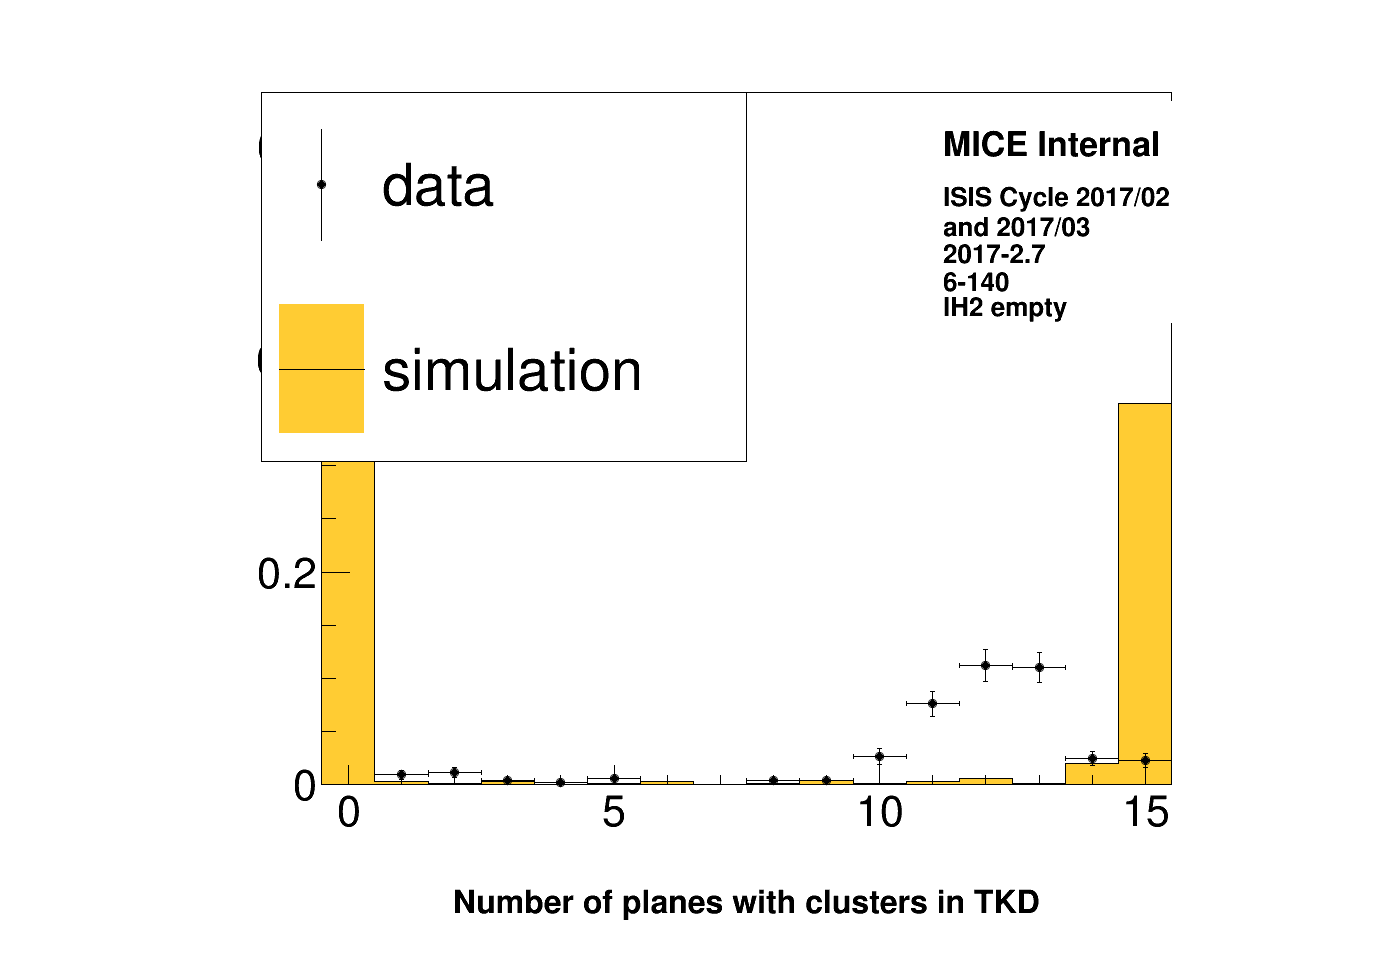 data
simulation
MICE Internal
ISIS Cycle 2017/02
and 2017/03
2017-2.7
6-140
IH2 empty
0.2
0
0 5 10 15
Number of planes with clusters in TKD